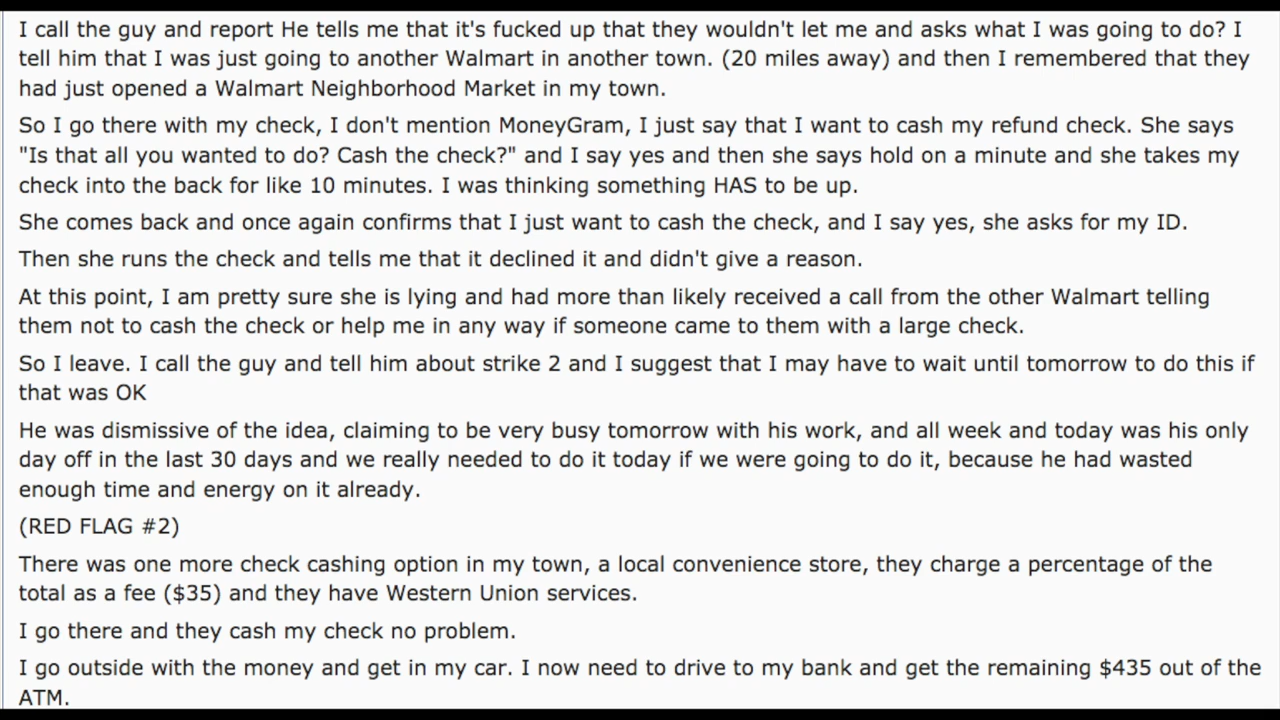 I call the guy and report He tells me that it's fucked up that they wouldn't let me and asks what I was going to do? I
tell him that I was just going to another Walmart in another town. (20 miles away) and then I remembered that they
had just opened a Walmart Neighborhood Market in my town.
So I go there with my check, I don't mention MoneyGram, I just say that I want to cash my refund check. She says
"Is that all you wanted to do? Cash the check?" and I say yes and then she says hold on a minute and she takes my
check into the back for like 10 minutes. I was thinking something HAS to be up.
She comes back and once again confirms that I just want to cash the check, and I say yes, she asks for my ID.
Then she runs the check and tells me that it declined it and didn't give a reason.
At this point, I am pretty sure she is lying and had more than likely received a call from the other Walmart telling
them not to cash the check or help me in any way if someone came to them with a large check.
So I leave. I call the guy and tell him about strike 2 and I suggest that I may have to wait until tomorrow to do this if
that was OK
He was dismissive of the idea, claiming to be very busy tomorrow with his work, and all week and today was his only
day off in the last 30 days and we really needed to do it today if we were going to do it, because he had wasted
enough time and energy on it already.
(RED FLAG #2)
There was one more check cashing option in my town, a local convenience store, they charge a percentage of the
total as a fee ($35) and they have Western Union services.
I go there and they cash my check no problem.
I go outside with the money and get in my car. I now need to drive to my bank and get the remaining $435 out of the
ATM.